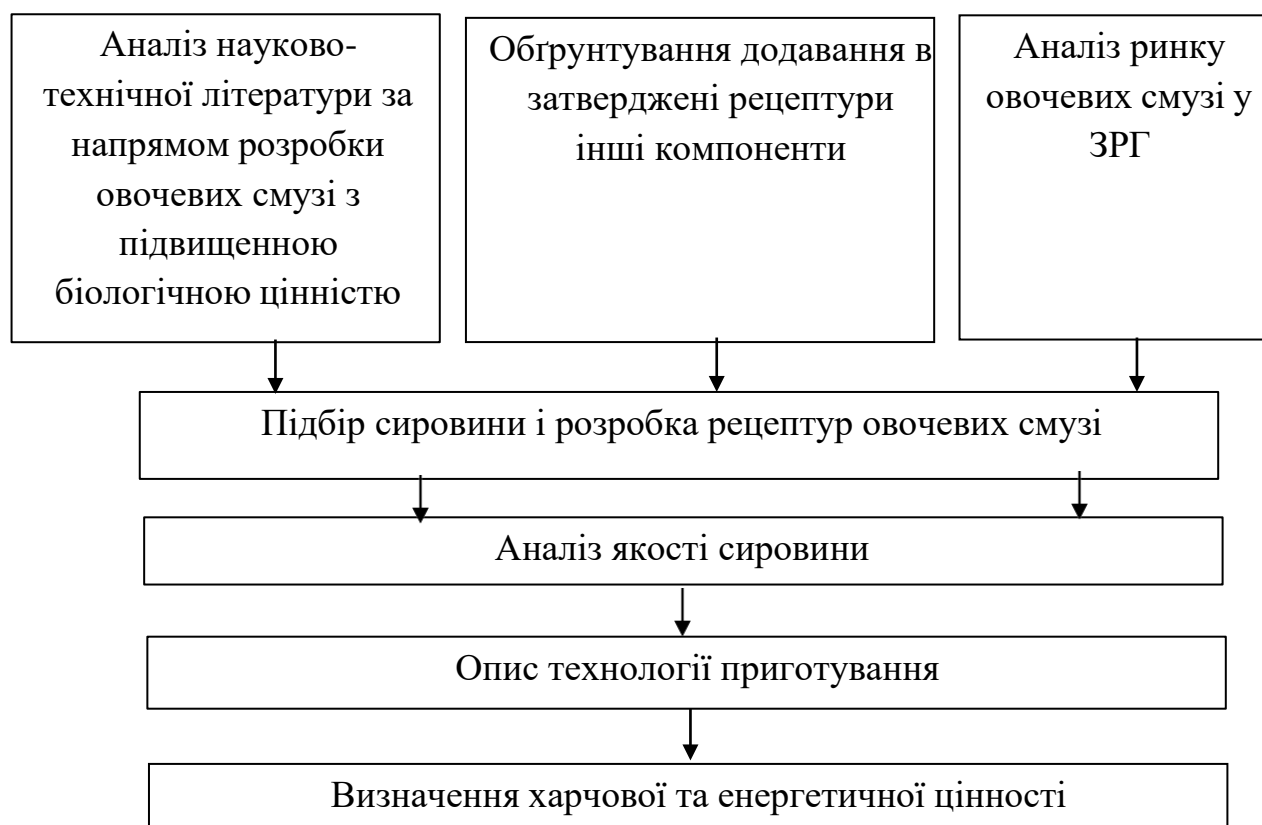 Аналіз науково-
технічної літератури за
напрямом розробки
овочевих смузі з
підвищенною
біологічною цінністю
Обґрунтування додавання в
затверджені рецептури
інші компоненти
Аналіз ринку
овочевих смузі у
ЗРГ
Підбір сировини і розробка рецептур овочевих смузі
Аналіз якості сировини
Опис технології приготування
Визначення харчової та енергетичної цінності